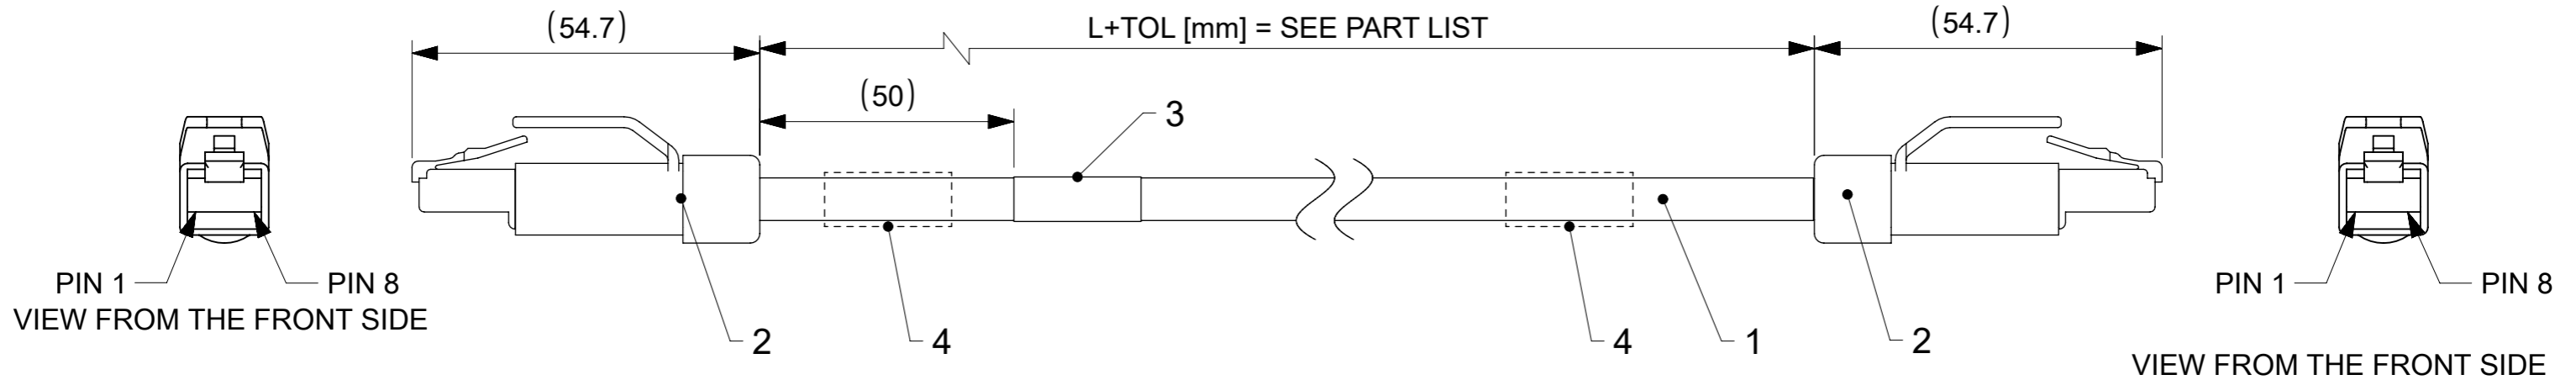 (54.7)
L+TOL [mm] = SEE PART LIST
(54.7)
(50)
3
PIN 1
PIN 8
VIEW FROM THE FRONT SIDE
2
4
4
1
2
PIN 1
PIN 8
VIEW FROM THE FRONT SIDE